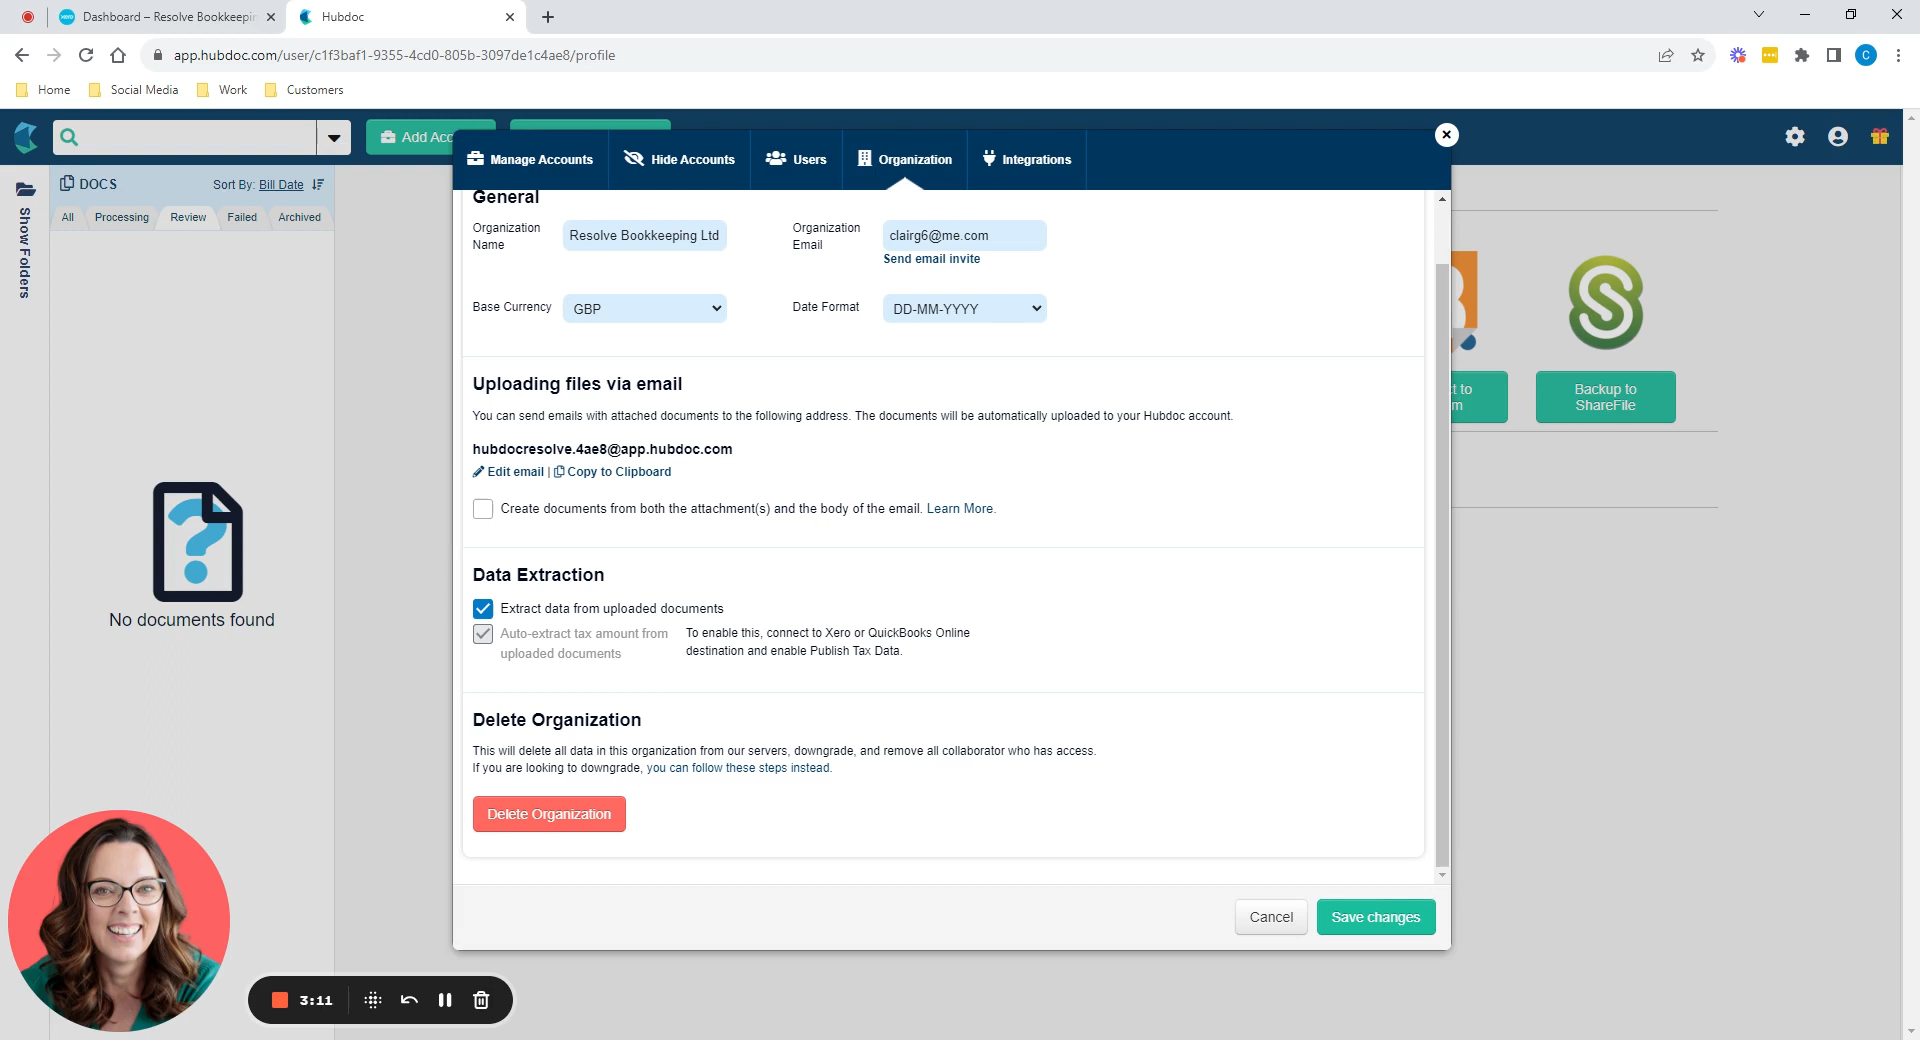 Dashboard – Resolve Bookkeepin
Hubdoc
app.hubdoc.com/user/c1f3baf1-9355-4cd0-805b-3097de1c4ae8/profile
C
Home
Social Media
Work
Customers
Add Acc
Manage Accounts
Hide Accounts
Users
Organization
Integrations
Show Folders
DOCS
Sort By: Bill Date
All
Processing
Review
Failed
Archived
No documents found
General
Organization Name
Resolve Bookkeeping Ltd
Organization Email
clairg6@me.com
Send email invite
Base Currency
GBP
Date Format
DD-MM-YYYY
Uploading files via email
You can send emails with attached documents to the following address. The documents will be automatically uploaded to your Hubdoc account.
hubdocresolve.4ae8@app.hubdoc.com
Edit email | Copy to Clipboard
Create documents from both the attachment(s) and the body of the email. Learn More.
Data Extraction
Extract data from uploaded documents
Auto-extract tax amount from
uploaded documents
To enable this, connect to Xero or QuickBooks Online
destination and enable Publish Tax Data.
Delete Organization
This will delete all data in this organization from our servers, downgrade, and remove all collaborator who has access.
If you are looking to downgrade, you can follow these steps instead.
Delete Organization
Cancel
Save changes
t to
m
Backup to
ShareFile
3:11